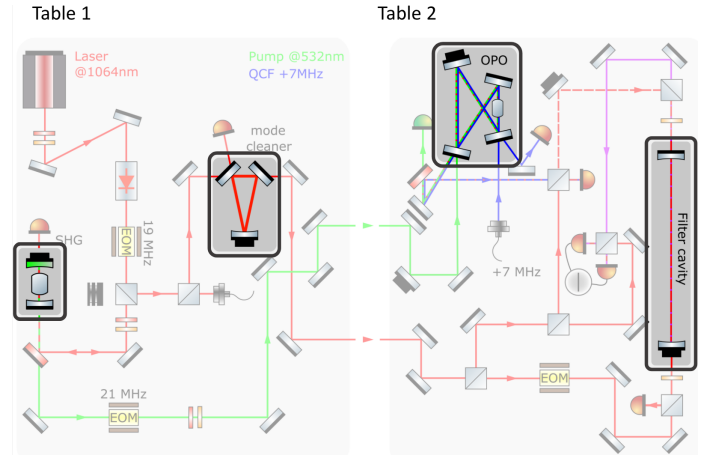 Table 1
Table 2
Laser
@1064nm
Pump @532nm
QCF +7MHz
OPO
mode
cleaner
19 MHz
EOM
SHG
Filter cavity
+7 MHz
21 MHz
EOM
EOM